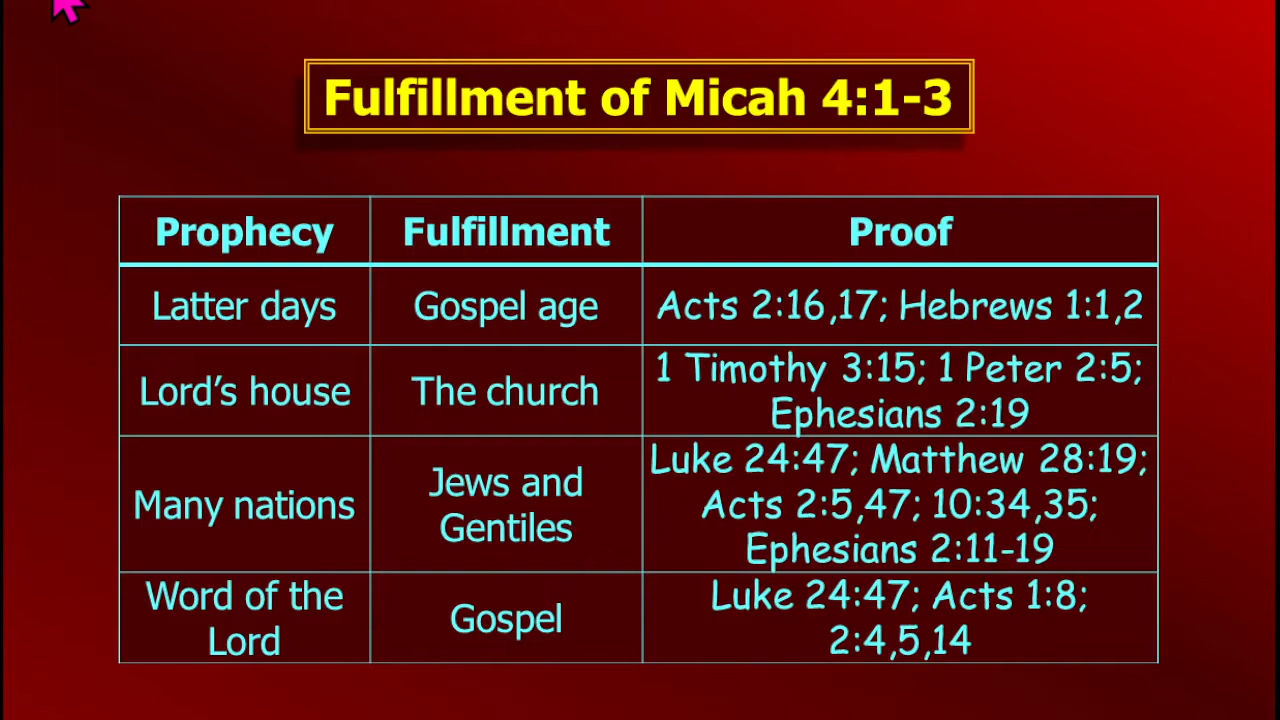 Fulfillment of Micah 4:1-3
Prophecy
Fulfillment
Proof
Latter days
Gospel age
Acts 2:16,17; Hebrews 1:1,2
Lord’s house
The church
1 Timothy 3:15; 1 Peter 2:5;
Ephesians 2:19
Many nations
Jews and
Gentiles
Luke 24:47; Matthew 28:19;
Acts 2:5,47; 10:34,35;
Ephesians 2:11-19
Word of the
Lord
Gospel
Luke 24:47; Acts 1:8;
2:4,5,14